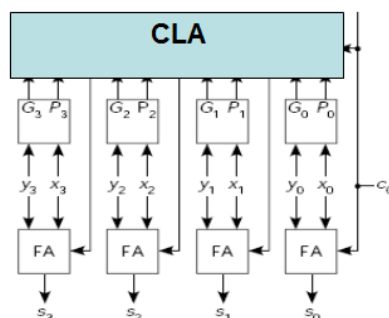 CLA
G3 P3 G2 P2 G1 P1 G0 P0
y3 x3 y2 x2 y1 x1 y0 x0 c0
FA FA FA FA
s3 s2 s1 s0